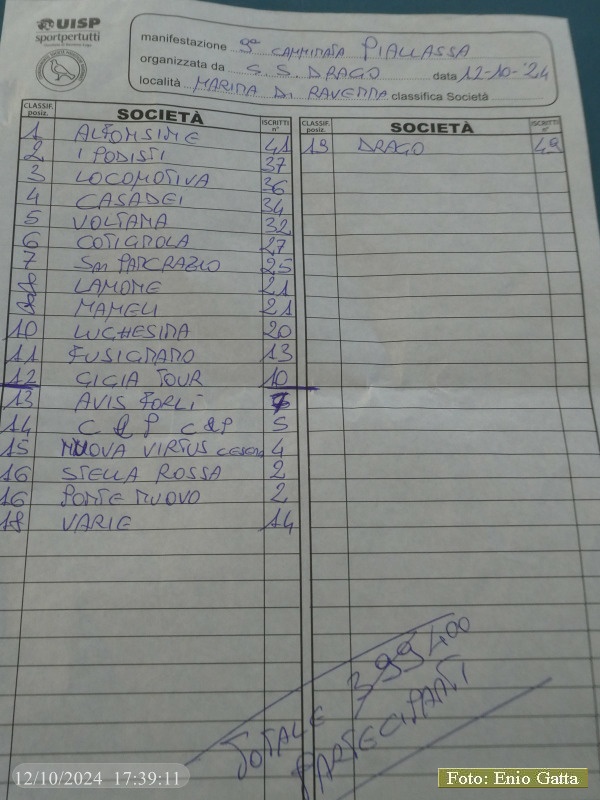 UISP
sportpertutti
manifestazione 9ª CAMMINATA PIALLASSA
organizzata da G.S. DRAGO data 12-10-'24
località MARINA DI RAVENNA classifica Società
CLASSIF. posiz. SOCIETÀ ISCRITTI n° CLASSIF. posiz. SOCIETÀ ISCRITTI n°
1 ALFONSINE 41 19 DRAGO 49
2 I PODISTI 37
3 LOCOMOTIVA 36
4 CASADEI 34
5 VOLTANA 32
6 COTIGNOLA 27
7 San PANCRAZIO 25
8 LAMONE 21
8 MAMELI 21
10 LUGHESINA 20
11 FUSIGNANO 13
12 GIGIA TOUR 10
13 AVIS FORLI
14 C & P C&P 5
15 NUOVA VIRTUS CESENA 4
16 STELLA ROSSA 2
16 PONTE NUOVO 2
18 VARIE 14
TOTALE 399 400
PARTECIPANTI
12/10/2024 17:39:11
Foto: Enio Gatta